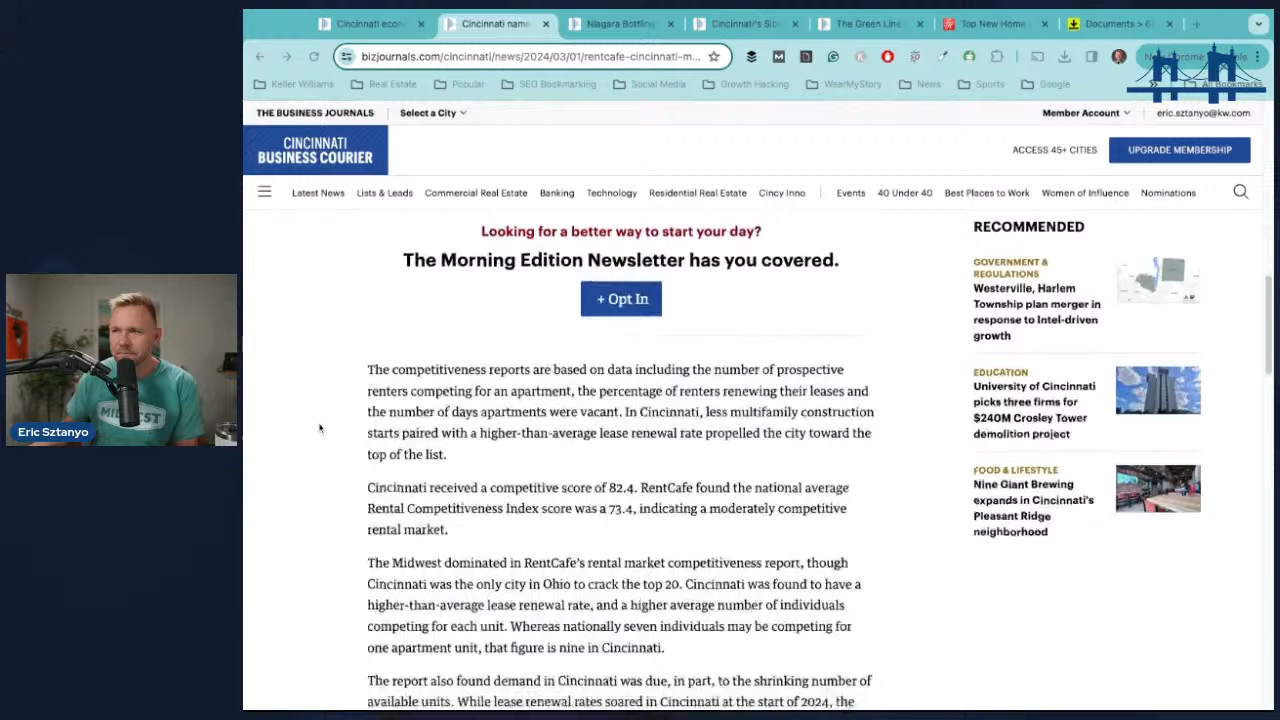 Cincinnati econ
Cincinnati name
Niagara Bottling
Cincinnati's Sib
The Green Line
Top New Home
Documents > 6
bizjournals.com/cincinnati/news/2024/03/01/rentcafe-cincinnati-m...
Keller Williams
Real Estate
Popular
SEO Bookmarking
Social Media
Growth Hacking
WearMyStory
News
Sports
Google
All Bookmarks
THE BUSINESS JOURNALS
Select a City
Member Account
eric.sztanyo@kw.com
CINCINNATI
BUSINESS COURIER
ACCESS 45+ CITIES
UPGRADE MEMBERSHIP
Latest News
Lists & Leads
Commercial Real Estate
Banking
Technology
Residential Real Estate
Cincy Inno
Events
40 Under 40
Best Places to Work
Women of Influence
Nominations
Looking for a better way to start your day?
The Morning Edition Newsletter has you covered.
+ Opt In
The competitiveness reports are based on data including the number of prospective
renters competing for an apartment, the percentage of renters renewing their leases and
the number of days apartments were vacant. In Cincinnati, less multifamily construction
starts paired with a higher-than-average lease renewal rate propelled the city toward the
top of the list.
Cincinnati received a competitive score of 82.4. RentCafe found the national average
Rental Competitiveness Index score was a 73.4, indicating a moderately competitive
rental market.
The Midwest dominated in RentCafe's rental market competitiveness report, though
Cincinnati was the only city in Ohio to crack the top 20. Cincinnati was found to have a
higher-than-average lease renewal rate, and a higher average number of individuals
competing for each unit. Whereas nationally seven individuals may be competing for
one apartment unit, that figure is nine in Cincinnati.
The report also found demand in Cincinnati was due, in part, to the shrinking number of
available units. While lease renewal rates soared in Cincinnati at the start of 2024, the
RECOMMENDED
GOVERNMENT &
REGULATIONS
Westerville, Harlem
Township plan merger in
response to Intel-driven
growth
EDUCATION
University of Cincinnati
picks three firms for
$240M Crosley Tower
demolition project
FOOD & LIFESTYLE
Nine Giant Brewing
expands in Cincinnati's
Pleasant Ridge
neighborhood
MIDWEST
Eric Sztanyo